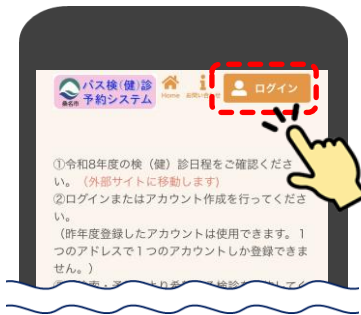 バス検(健)診
予約システム
桑名市
Home
ログイン
①令和8年度の検（健）診日程をご確認くださ
い。（外部サイトに移動します)
②ログインまたはアカウント作成を行ってくださ
い。
（昨年度登録したアカウントは使用できます。1
つのアドレスで１つのアカウントしか登録できま
せん。）